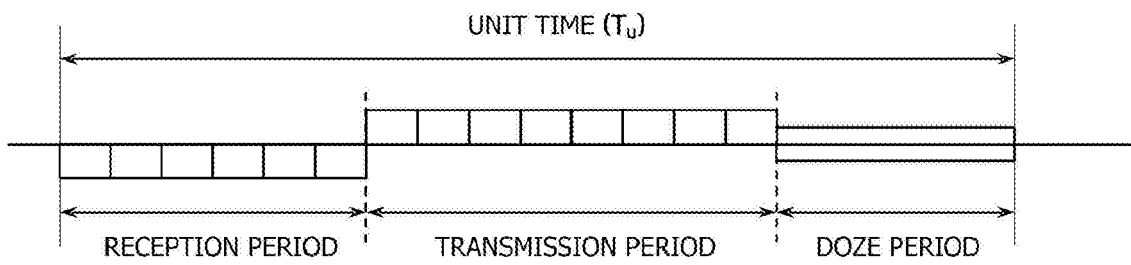 UNIT TIME (Tu)
RECEPTION PERIOD
TRANSMISSION PERIOD
DOZE PERIOD